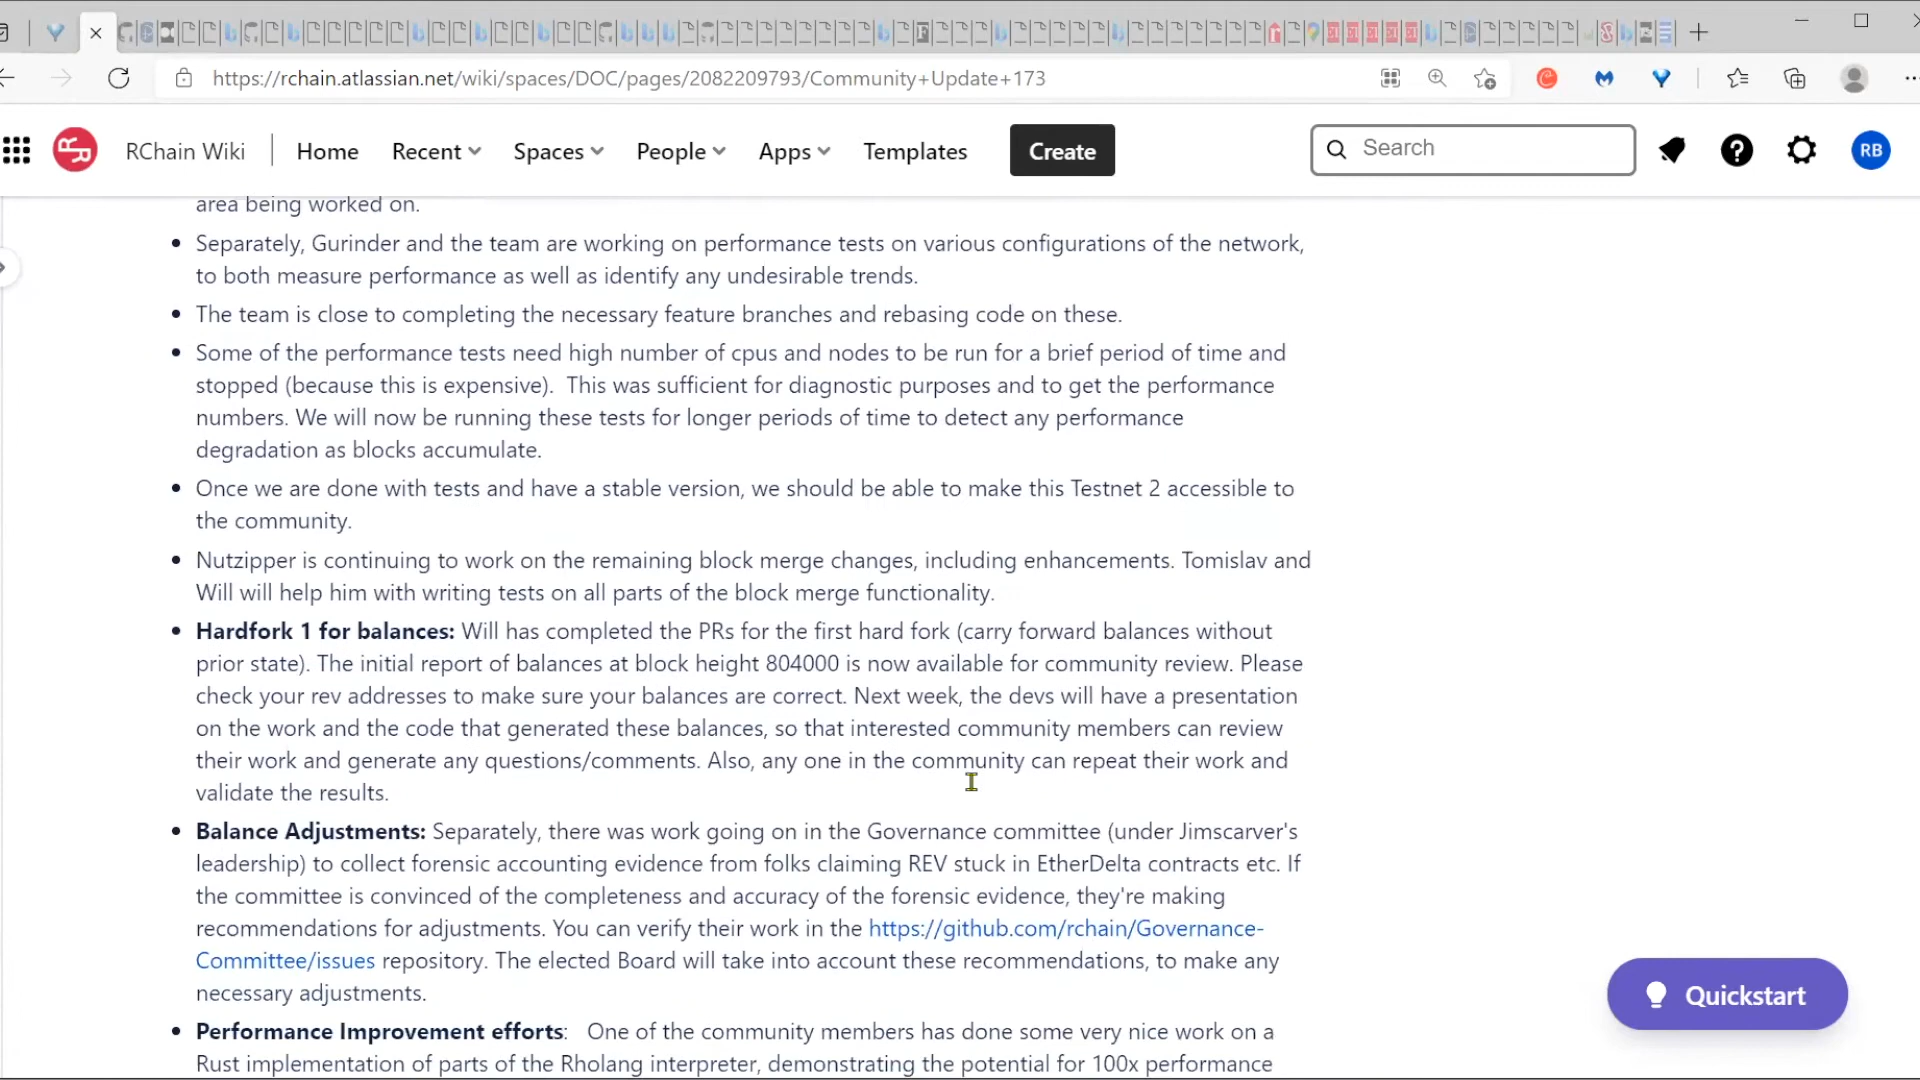 https://rchain.atlassian.net/wiki/spaces/DOC/pages/2082209793/Community+Update+173
RChain Wiki
Home
Recent
Spaces
People
Apps
Templates
Create
Search
RB
area being worked on.
Separately, Gurinder and the team are working on performance tests on various configurations of the network,
to both measure performance as well as identify any undesirable trends.
The team is close to completing the necessary feature branches and rebasing code on these.
Some of the performance tests need high number of cpus and nodes to be run for a brief period of time and
stopped (because this is expensive).  This was sufficient for diagnostic purposes and to get the performance
numbers. We will now be running these tests for longer periods of time to detect any performance
degradation as blocks accumulate.
Once we are done with tests and have a stable version, we should be able to make this Testnet 2 accessible to
the community.
Nutzipper is continuing to work on the remaining block merge changes, including enhancements. Tomislav and
Will will help him with writing tests on all parts of the block merge functionality.
Hardfork 1 for balances: Will has completed the PRs for the first hard fork (carry forward balances without
prior state). The initial report of balances at block height 804000 is now available for community review. Please
check your rev addresses to make sure your balances are correct. Next week, the devs will have a presentation
on the work and the code that generated these balances, so that interested community members can review
their work and generate any questions/comments. Also, any one in the community can repeat their work and
validate the results.
Balance Adjustments: Separately, there was work going on in the Governance committee (under Jimscarver's
leadership) to collect forensic accounting evidence from folks claiming REV stuck in EtherDelta contracts etc. If
the committee is convinced of the completeness and accuracy of the forensic evidence, they're making
recommendations for adjustments. You can verify their work in the https://github.com/rchain/Governance-
Committee/issues repository. The elected Board will take into account these recommendations, to make any
necessary adjustments.
Quickstart
Performance Improvement efforts:   One of the community members has done some very nice work on a
Rust implementation of parts of the Rholang interpreter, demonstrating the potential for 100x performance